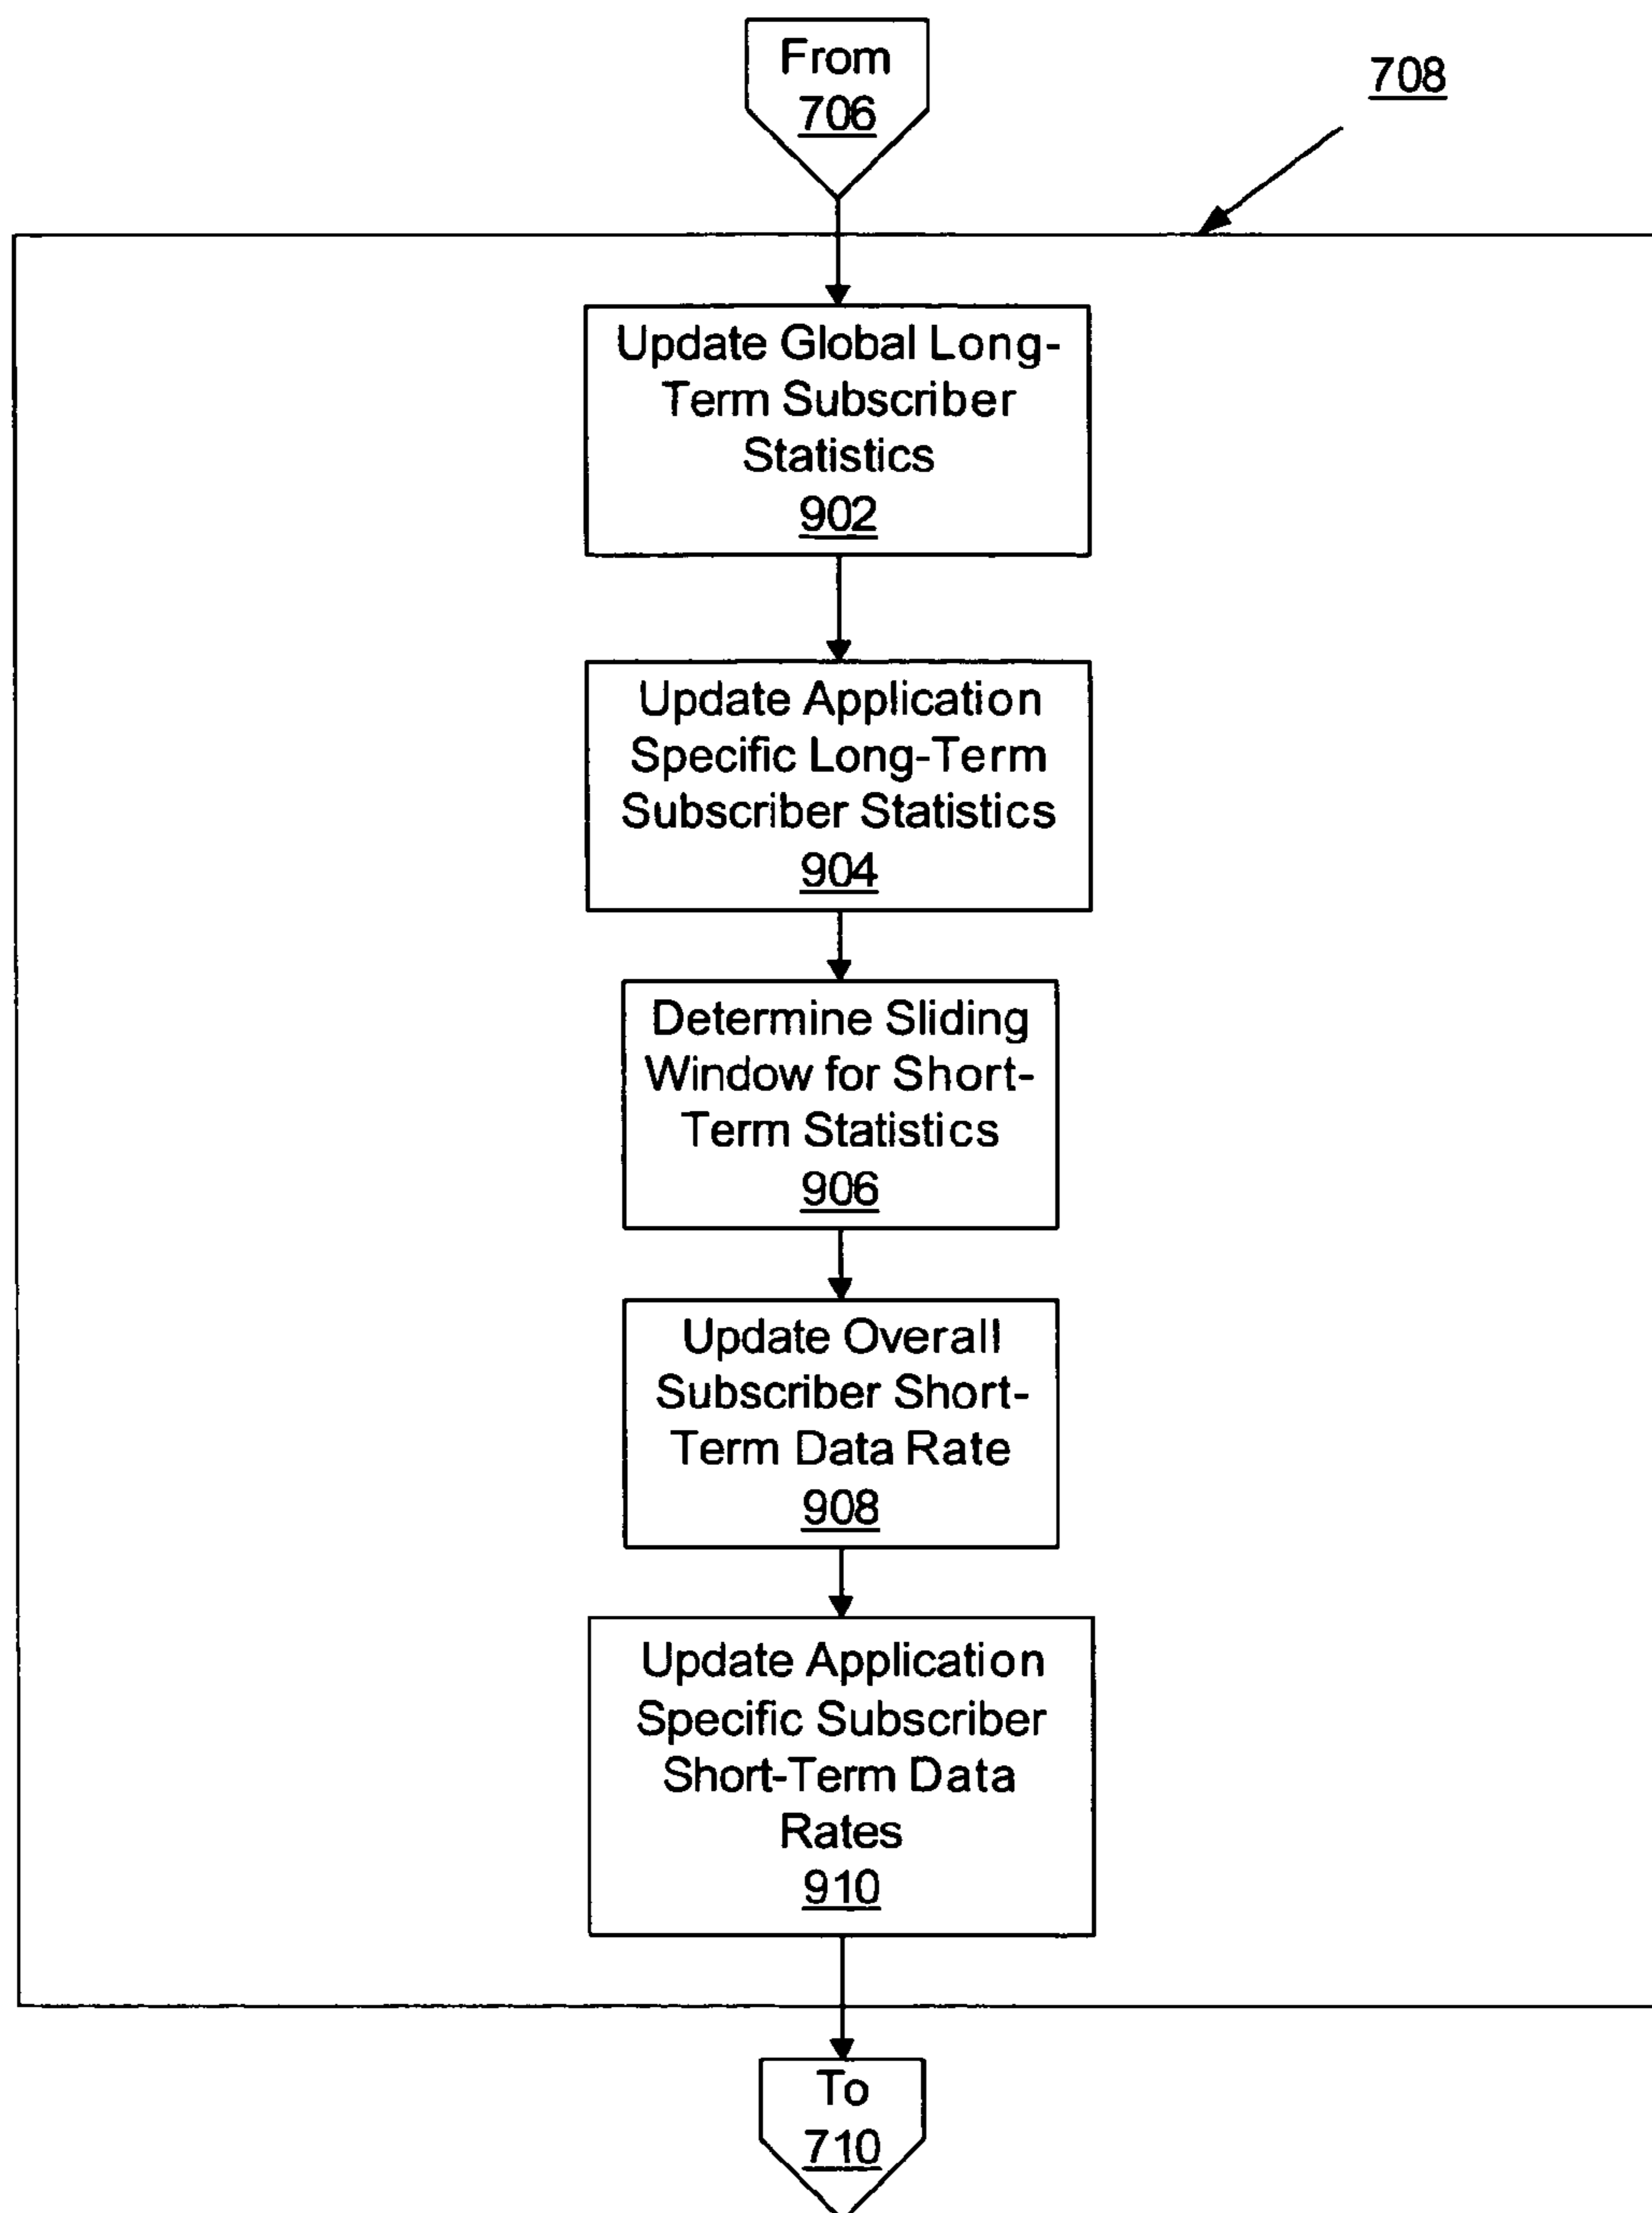 From
706
708
Update Global Long-
Term Subscriber
Statistics
902
Update Application
Specific Long-Term
Subscriber Statistics
904
Determine Sliding
Window for Short-
Term Statistics
906
Update Overall
Subscriber Short-
Term Data Rate
908
Update Application
Specific Subscriber
Short-Term Data
Rates
910
To
710